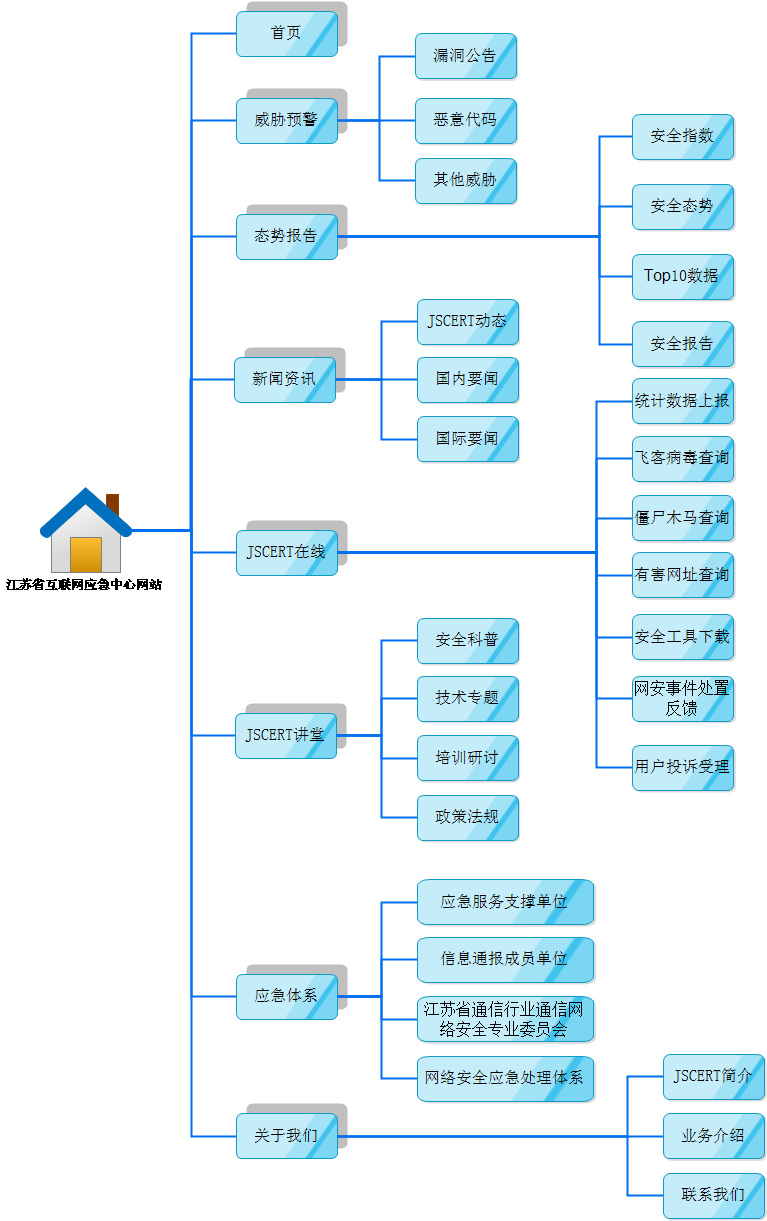 江苏省互联网应急中心网站
首页
威胁预警
漏洞公告
恶意代码
其他威胁
态势报告
安全指数
安全态势
Top10数据
安全报告
新闻资讯
JSCERT动态
国内要闻
国际要闻
JSCERT在线
统计数据上报
飞客病毒查询
僵尸木马查询
有害网址查询
安全工具下载
网安事件处置
反馈
用户投诉受理
JSCERT讲堂
安全科普
技术专题
培训研讨
政策法规
应急体系
应急服务支撑单位
信息通报成员单位
江苏省通信行业通信网
络安全专业委员会
网络安全应急处理体系
关于我们
JSCERT简介
业务介绍
联系我们